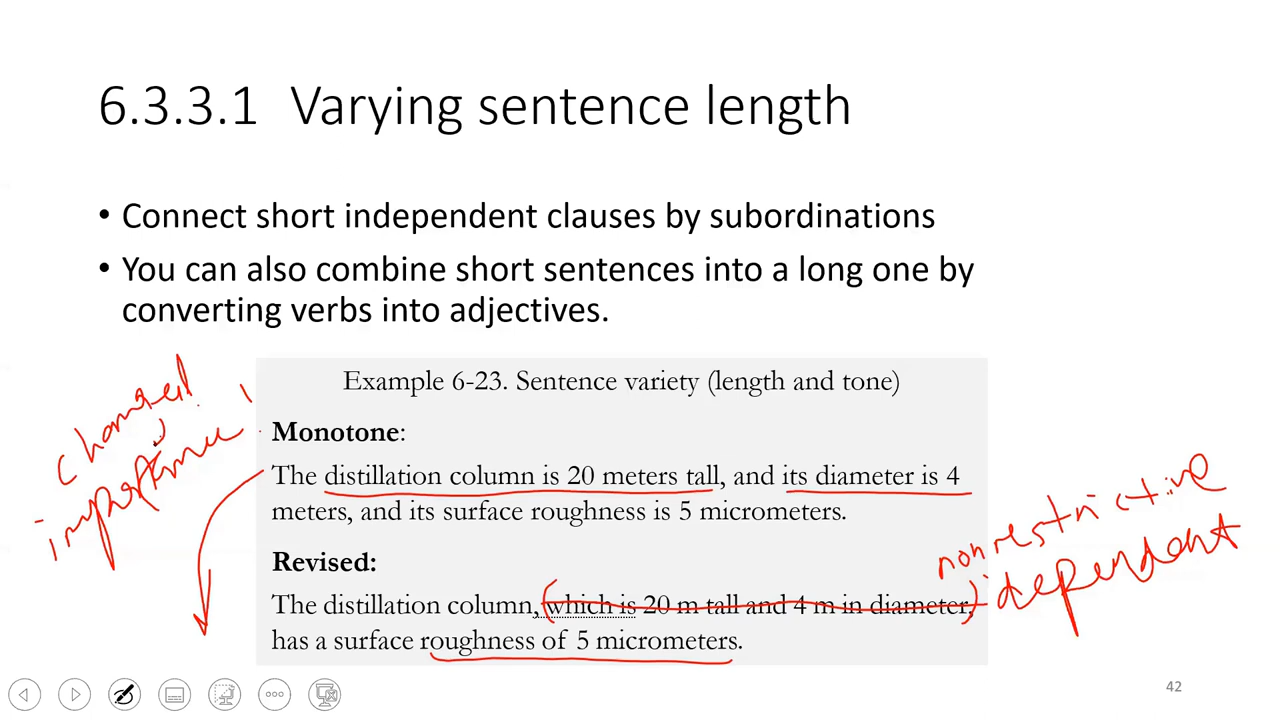 6.3.3.1 Varying sentence length
• Connect short independent clauses by subordinations
• You can also combine short sentences into a long one by
converting verbs into adjectives.
Example 6-23. Sentence variety (length and tone)
Monotone:
The distillation column is 20 meters tall, and its diameter is 4
meters, and its surface roughness is 5 micrometers.
Revised:
The distillation column, (which is 20 m tall and 4 m in diameter,)
has a surface roughness of 5 micrometers.
changed
importance
nonrestrictive
dependent
42